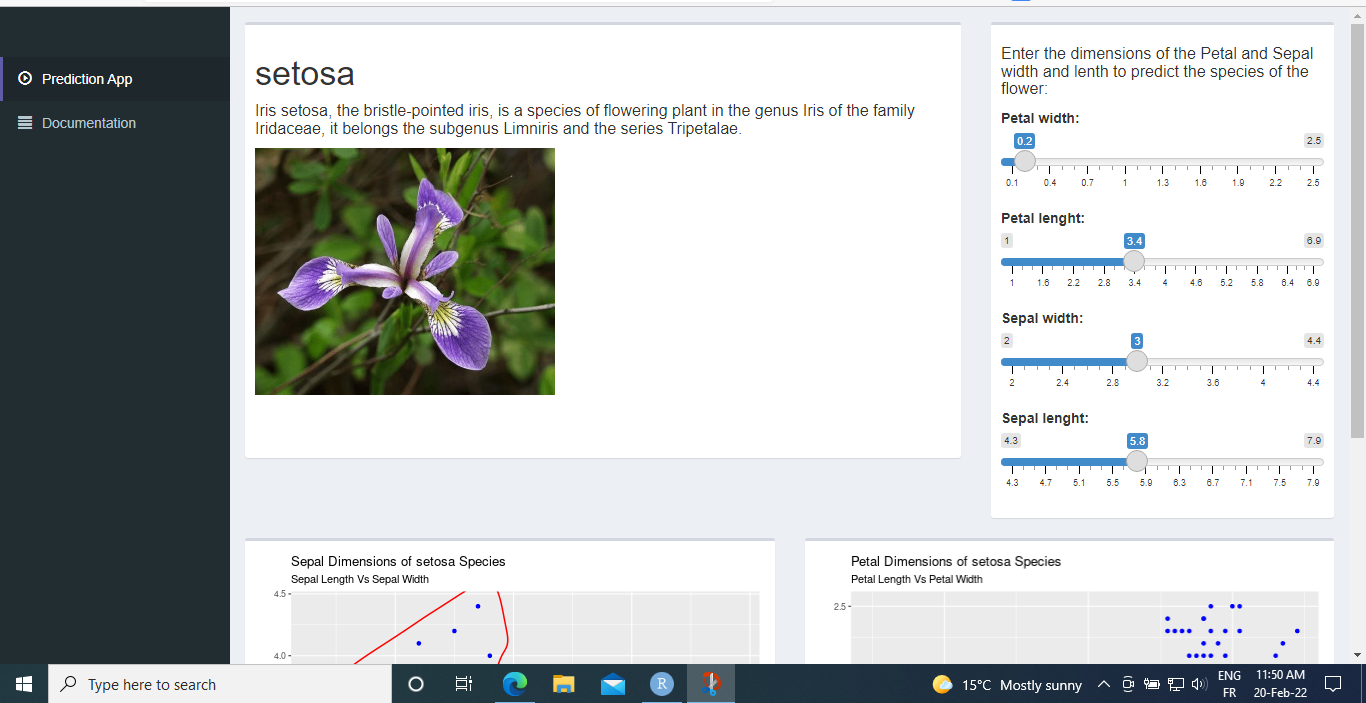 Prediction App
Documentation
setosa
Iris setosa, the bristle-pointed iris, is a species of flowering plant in the genus Iris of the family
Iridaceae, it belongs the subgenus Limniris and the series Tripetalae.
Enter the dimensions of the Petal and Sepal
width and lenth to predict the species of the
flower:
Petal width:
0.2 2.5
0.1 0.4 0.7 1 1.3 1.6 1.9 2.2 2.5
Petal lenght:
1 3.4 6.9
1 1.6 2.2 2.8 3.4 4 4.6 5.2 5.8 6.4 6.9
Sepal width:
2 3 4.4
2 2.4 2.8 3.2 3.6 4 4.4
Sepal lenght:
4.3 5.8 7.9
4.3 4.7 5.1 5.5 5.9 6.3 6.7 7.1 7.5 7.9
Sepal Dimensions of setosa Species
Sepal Length Vs Sepal Width
4.5
4.0
Petal Dimensions of setosa Species
Petal Length Vs Petal Width
2.5
Type here to search
R
15°C Mostly sunny
ENG
FR
11:50 AM
20-Feb-22